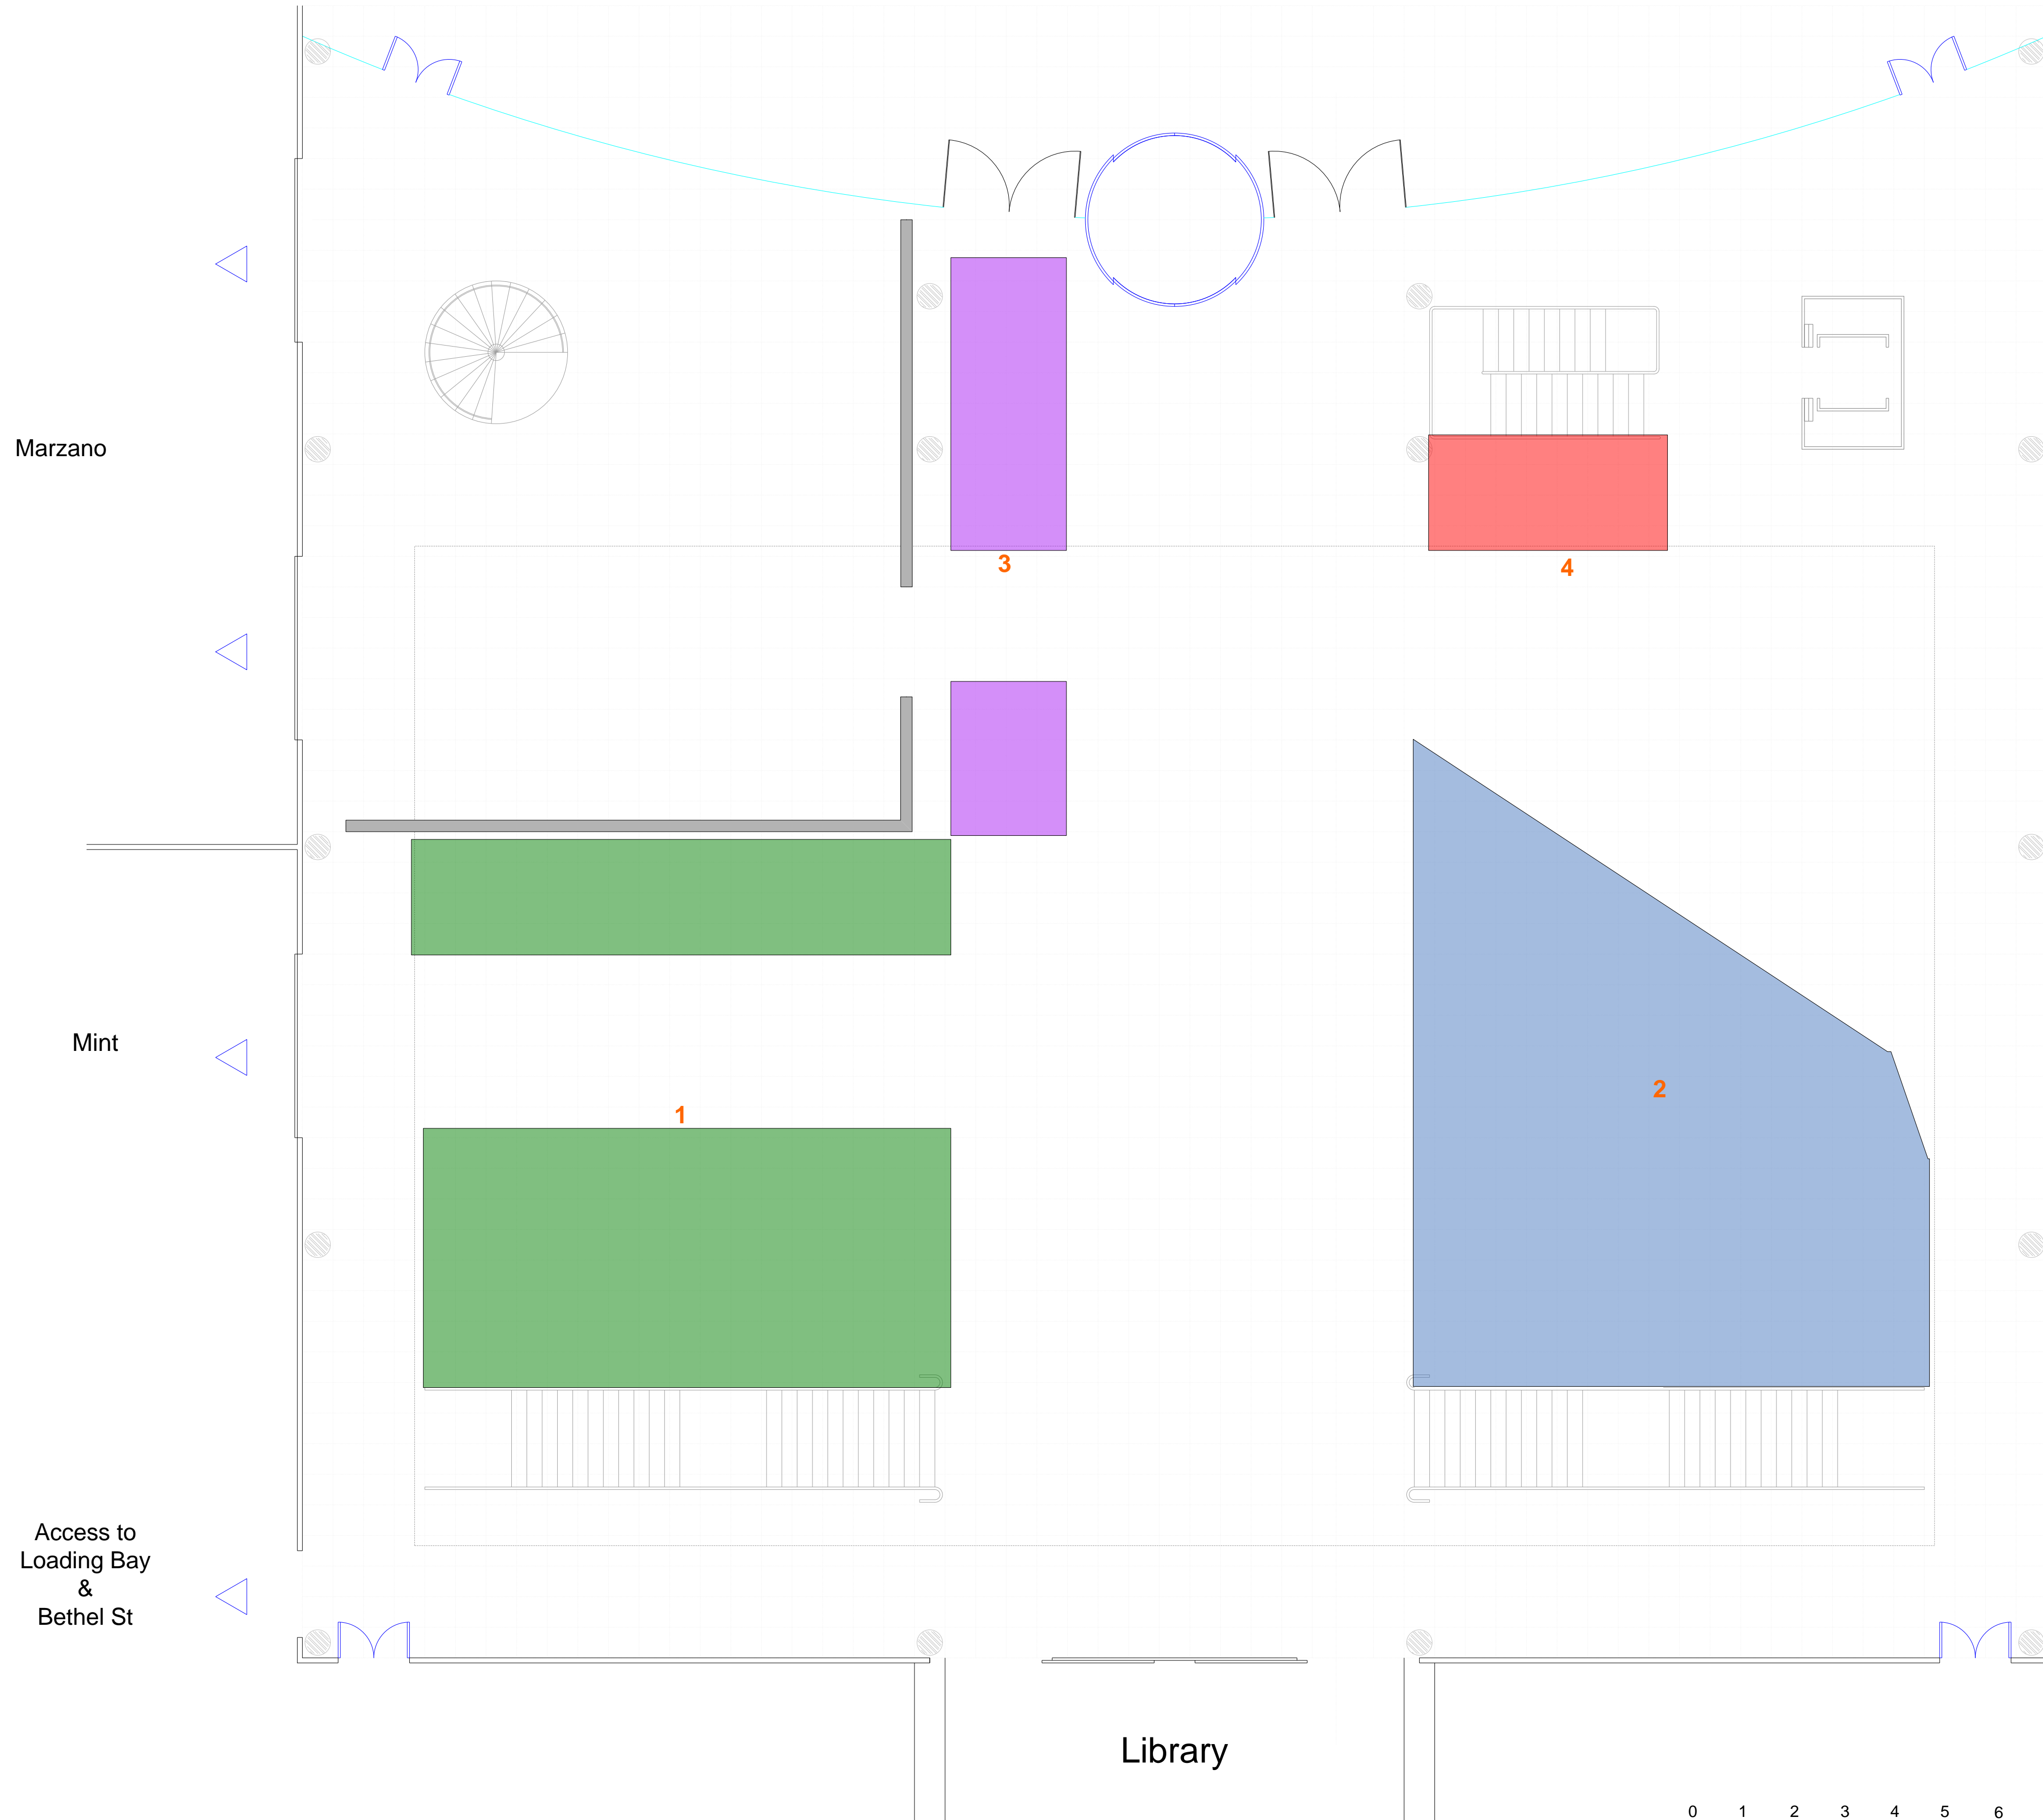 Marzano
3
4
Mint
1
2
Access to
Loading Bay
&
Bethel St
Library
0 1 2 3 4 5 6